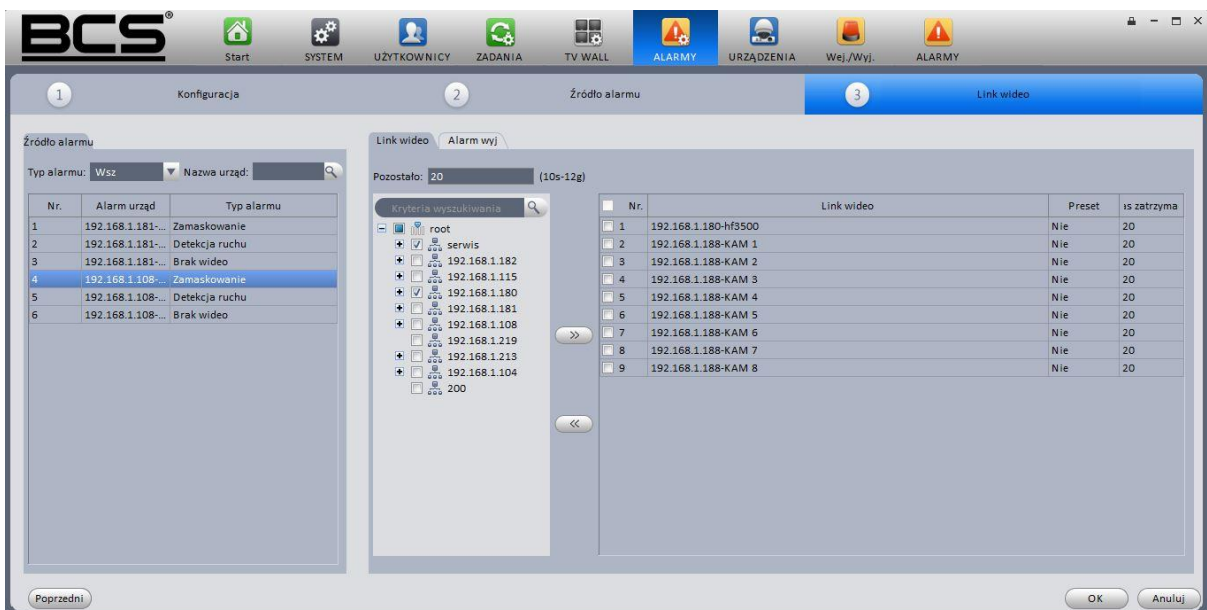 BCS®
Start SYSTEM UŻYTKOWNICY ZADANIA TV WALL ALARMY URZĄDZENIA Wej./Wyj. ALARMY
1 Konfiguracja 2 Źródło alarmu 3 Link wideo
Źródło alarmu
Typ alarmu: Wsz Nazwa urząd:
Nr. Alarm urząd Typ alarmu
1 192.168.1.181-... Zamaskowanie
2 192.168.1.181-... Detekcja ruchu
3 192.168.1.181-... Brak wideo
4 192.168.1.108-... Zamaskowanie
5 192.168.1.108-... Detekcja ruchu
6 192.168.1.108-... Brak wideo
Link wideo Alarm wyj
Pozostało: 20 (10s-12g)
Kryteria wyszukiwania
root
serwis
192.168.1.182
192.168.1.115
192.168.1.180
192.168.1.181
192.168.1.108
192.168.1.219
192.168.1.213
192.168.1.104
200
Nr. Link wideo Preset as zatrzyma
1 192.168.1.180-hf3500 Nie 20
2 192.168.1.188-KAM 1 Nie 20
3 192.168.1.188-KAM 2 Nie 20
4 192.168.1.188-KAM 3 Nie 20
5 192.168.1.188-KAM 4 Nie 20
6 192.168.1.188-KAM 5 Nie 20
7 192.168.1.188-KAM 6 Nie 20
8 192.168.1.188-KAM 7 Nie 20
9 192.168.1.188-KAM 8 Nie 20
Poprzedni OK Anuluj